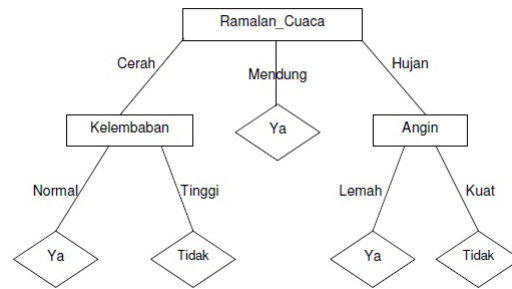 Ramalan_Cuaca
Cerah
Mendung
Hujan
Kelembaban
Ya
Angin
Normal
Tinggi
Lemah
Kuat
Ya
Tidak
Ya
Tidak